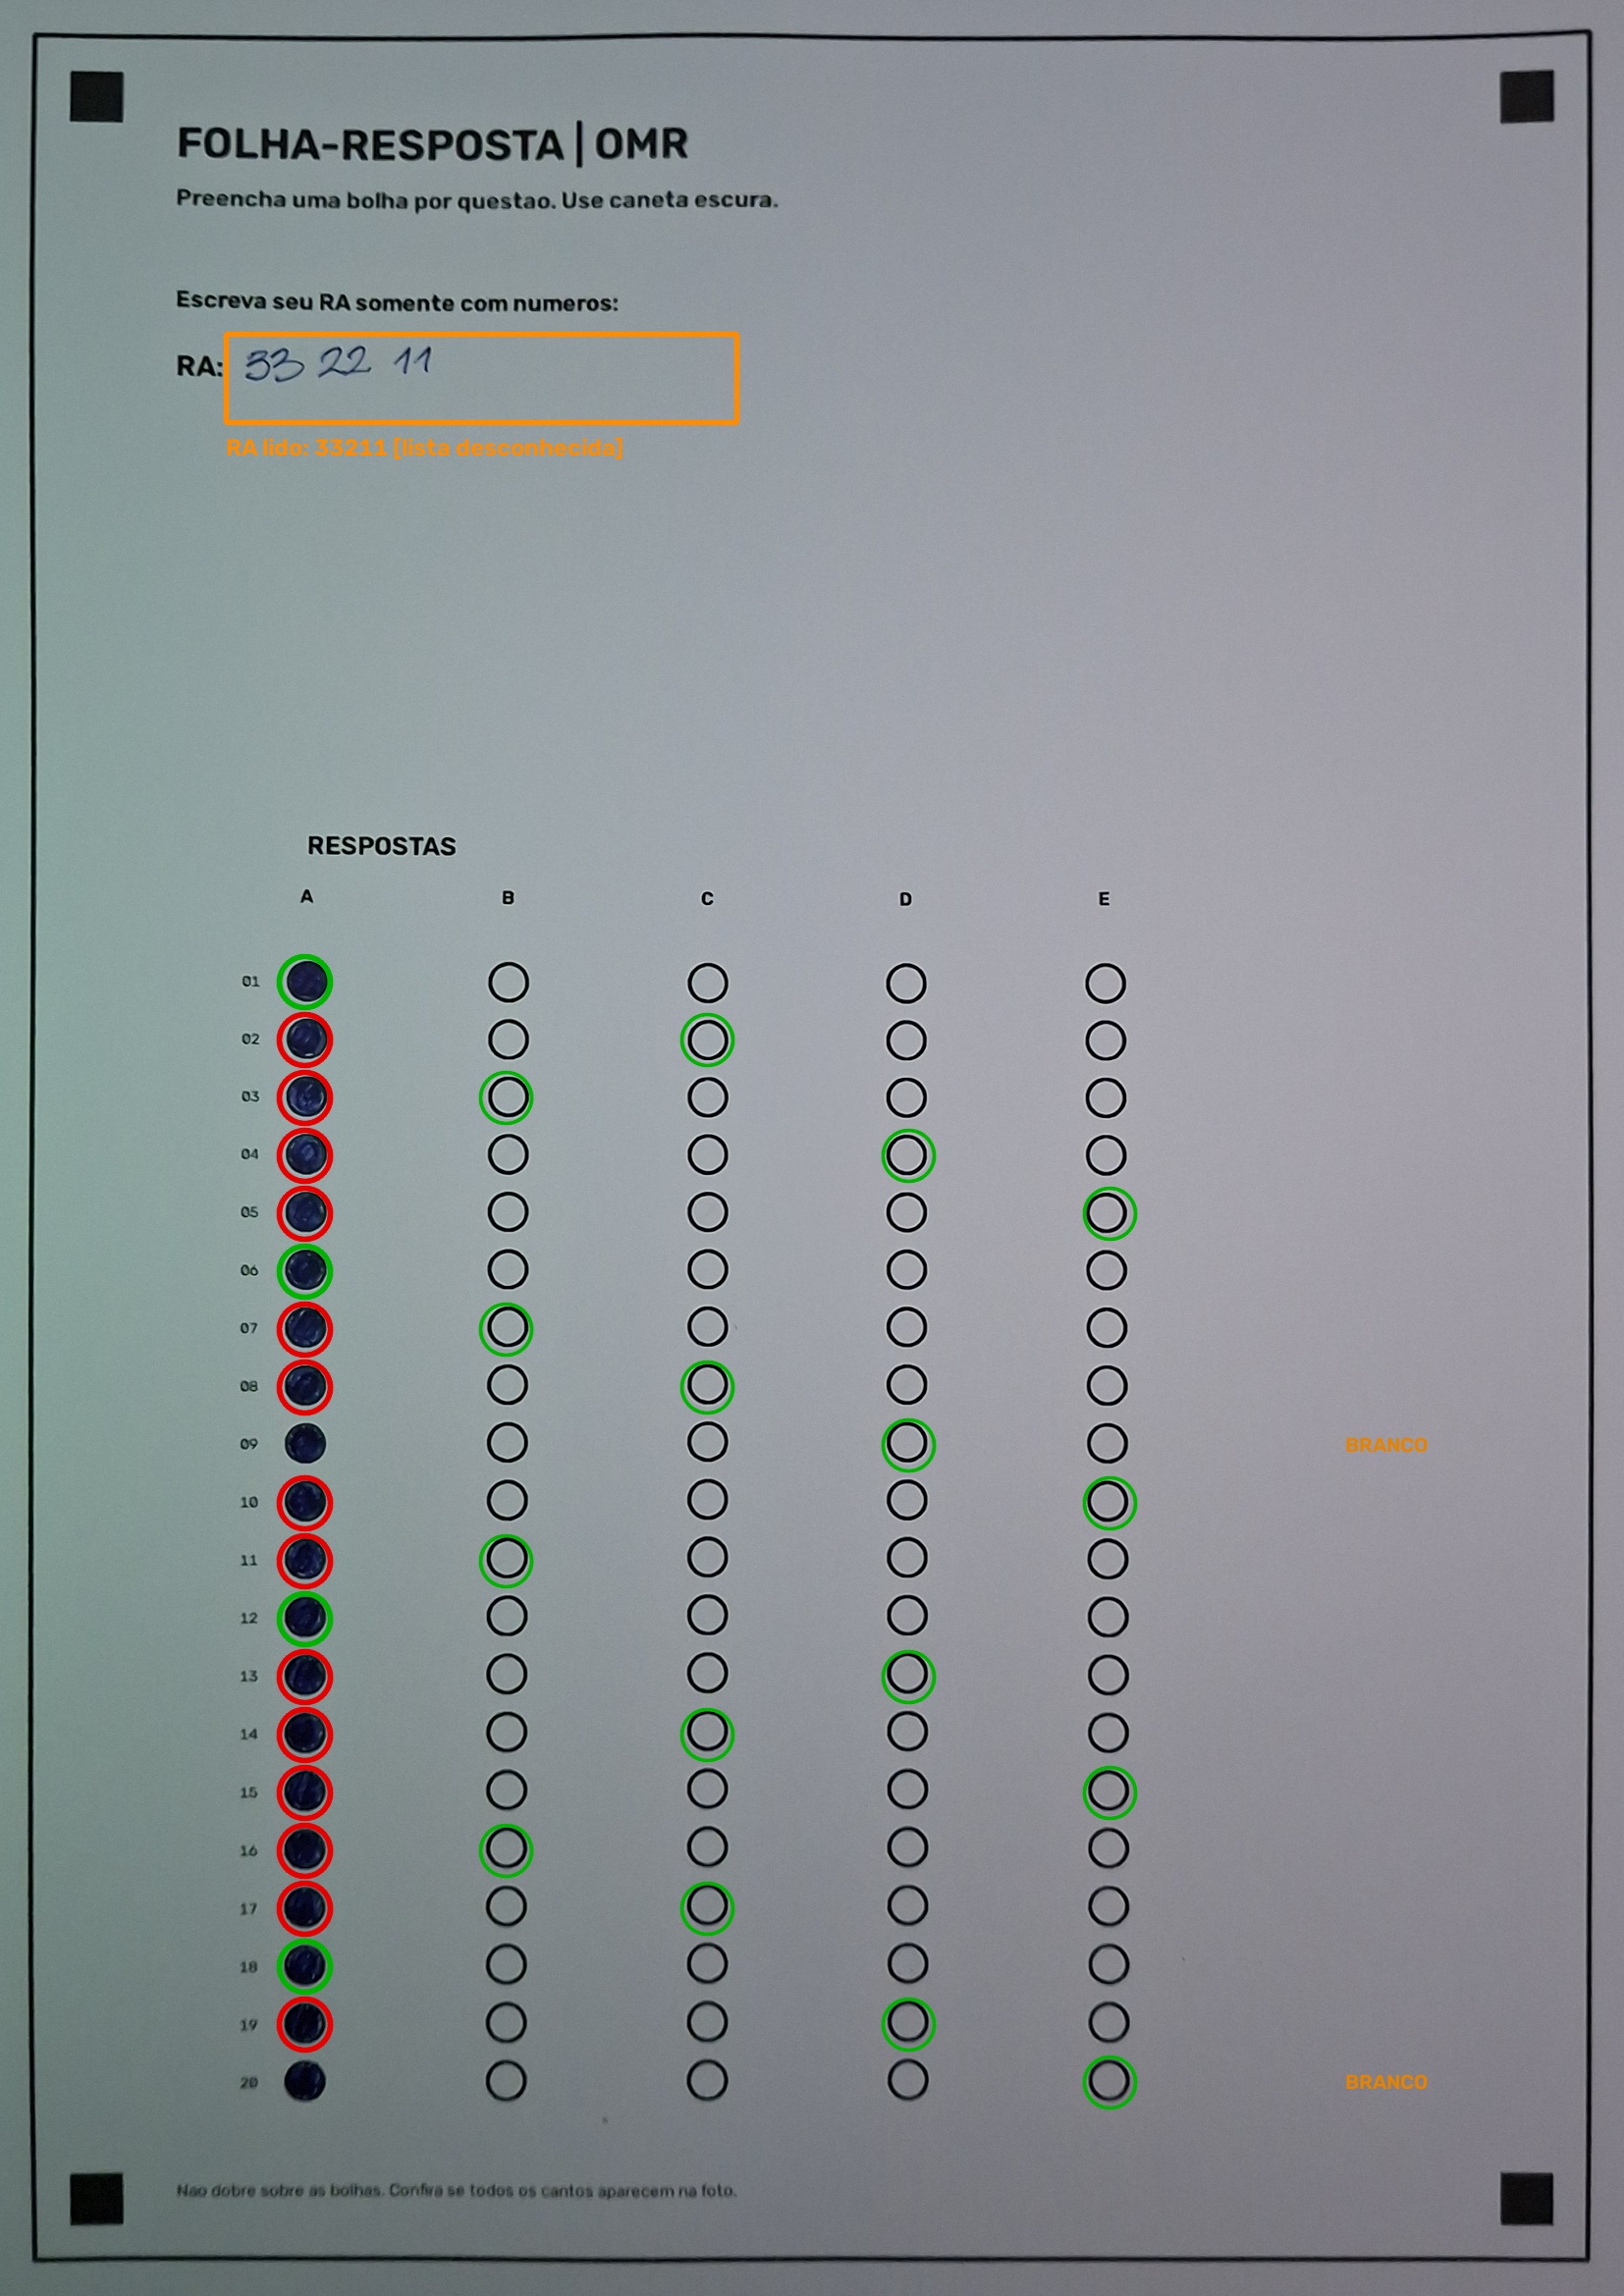 FOLHA-RESPOSTA | OMR
Preencha uma bolha por questao. Use caneta escura.
Escreva seu RA somente com numeros:
RA: 33 22 11
RA lido: 33211 [lista desconhecida]
RESPOSTAS
A B C D E
01
02
03
04
05
06
07
08
09 BRANCO
10
11
12
13
14
15
16
17
18
19
20 BRANCO
Nao dobre sobre as bolhas. Confira se todos os cantos aparecem na foto.